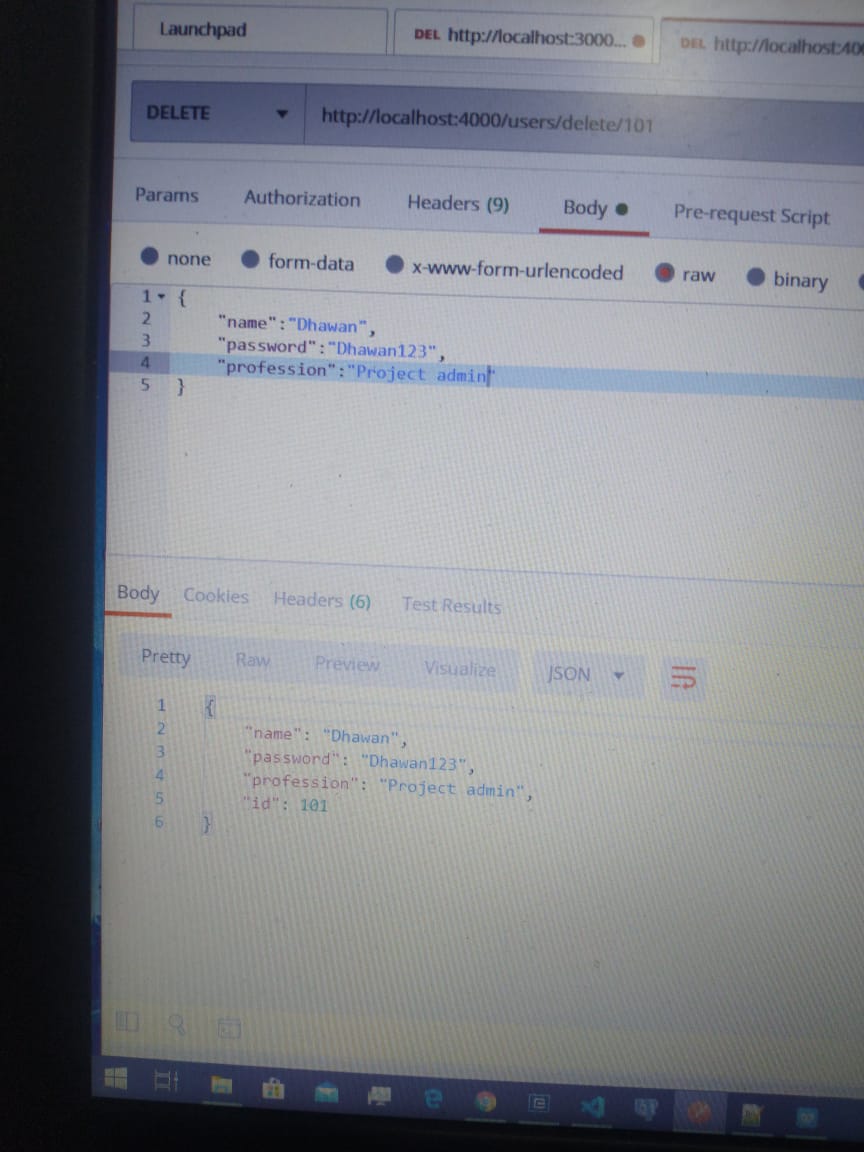 Launchpad
DEL http://localhost:3000...
DEL http://localhost:400
DELETE
http://localhost:4000/users/delete/101
Params Authorization Headers (9) Body Pre-request Script
none form-data x-www-form-urlencoded raw binary
1 {
2 "name":"Dhawan",
3 "password":"Dhawan123",
4 "profession":"Project admin"
5 }
Body Cookies Headers (6) Test Results
Pretty Raw Preview Visualize JSON
1 {
2 "name": "Dhawan",
3 "password": "Dhawan123",
4 "profession": "Project admin",
5 "id": 101
6 }